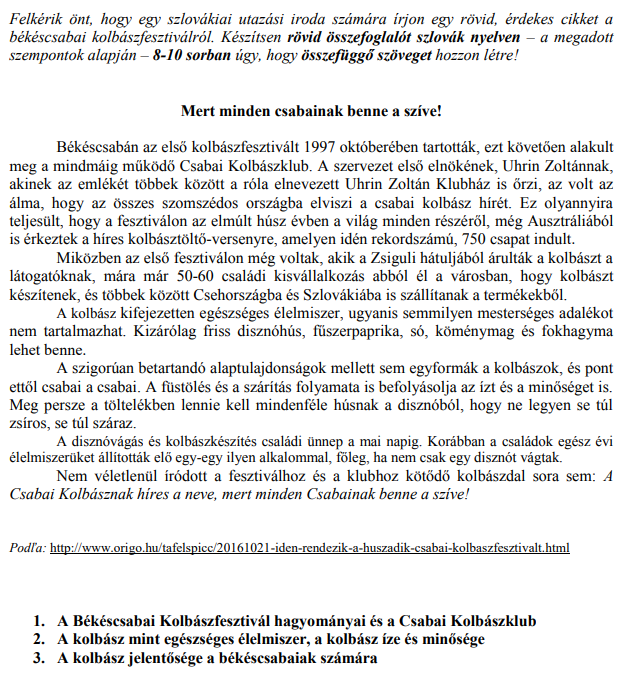 Felkérik önt, hogy egy szlovákiai utazási iroda számára írjon egy rövid, érdekes cikket a
békéscsabai kolbászfesztiválról. Készítsen rövid összefoglalót szlovák nyelven – a megadott
szempontok alapján – 8-10 sorban úgy, hogy összefüggő szöveget hozzon létre!
Mert minden csabainak benne a szíve!
Békéscsabán az első kolbászfesztivált 1997 októberében tartották, ezt követően alakult
meg a mindmáig működő Csabai Kolbászklub. A szervezet első elnökének, Uhrin Zoltánnak,
akinek az emlékét többek között a róla elnevezett Uhrin Zoltán Klubház is őrzi, az volt az
álma, hogy az összes szomszédos országba elviszi a csabai kolbász hírét. Ez olyannyira
teljesült, hogy a fesztiválon az elmúlt húsz évben a világ minden részéről, még Ausztráliából
is érkeztek a híres kolbásztöltő-versenyre, amelyen idén rekordszámú, 750 csapat indult.
Miközben az első fesztiválon még voltak, akik a Zsiguli hátuljából árulták a kolbászt a
látogatóknak, mára már 50-60 családi kisvállalkozás abból él a városban, hogy kolbászt
készítenek, és többek között Csehországba és Szlovákiába is szállítanak a termékekből.
A kolbász kifejezetten egészséges élelmiszer, ugyanis semmilyen mesterséges adalékot
nem tartalmazhat. Kizárólag friss disznóhús, fűszerpaprika, só, köménymag és fokhagyma
lehet benne.
A szigorúan betartandó alaptulajdonságok mellett sem egyformák a kolbászok, és pont
ettől csabai a csabai. A füstölés és a szárítás folyamata is befolyásolja az ízt és a minőséget is.
Meg persze a töltelékben lennie kell mindenféle húsnak a disznóból, hogy ne legyen se túl
zsíros, se túl száraz.
A disznóvágás és kolbászkészítés családi ünnep a mai napig. Korábban a családok egész évi
élelmiszerüket állították elő egy-egy ilyen alkalommal, főleg, ha nem csak egy disznót vágtak.
Nem véletlenül íródott a fesztiválhoz és a klubhoz kötődő kolbászdal sora sem: A
Csabai Kolbásznak híres a neve, mert minden Csabainak benne a szíve!
Podľa: http://www.origo.hu/tafelspicc/20161021-iden-rendezik-a-huszadik-csabai-kolbaszfesztivalt.html
1. A Békéscsabai Kolbászfesztivál hagyományai és a Csabai Kolbászklub
2. A kolbász mint egészséges élelmiszer, a kolbász íze és minősége
3. A kolbász jelentősége a békéscsabaiak számára